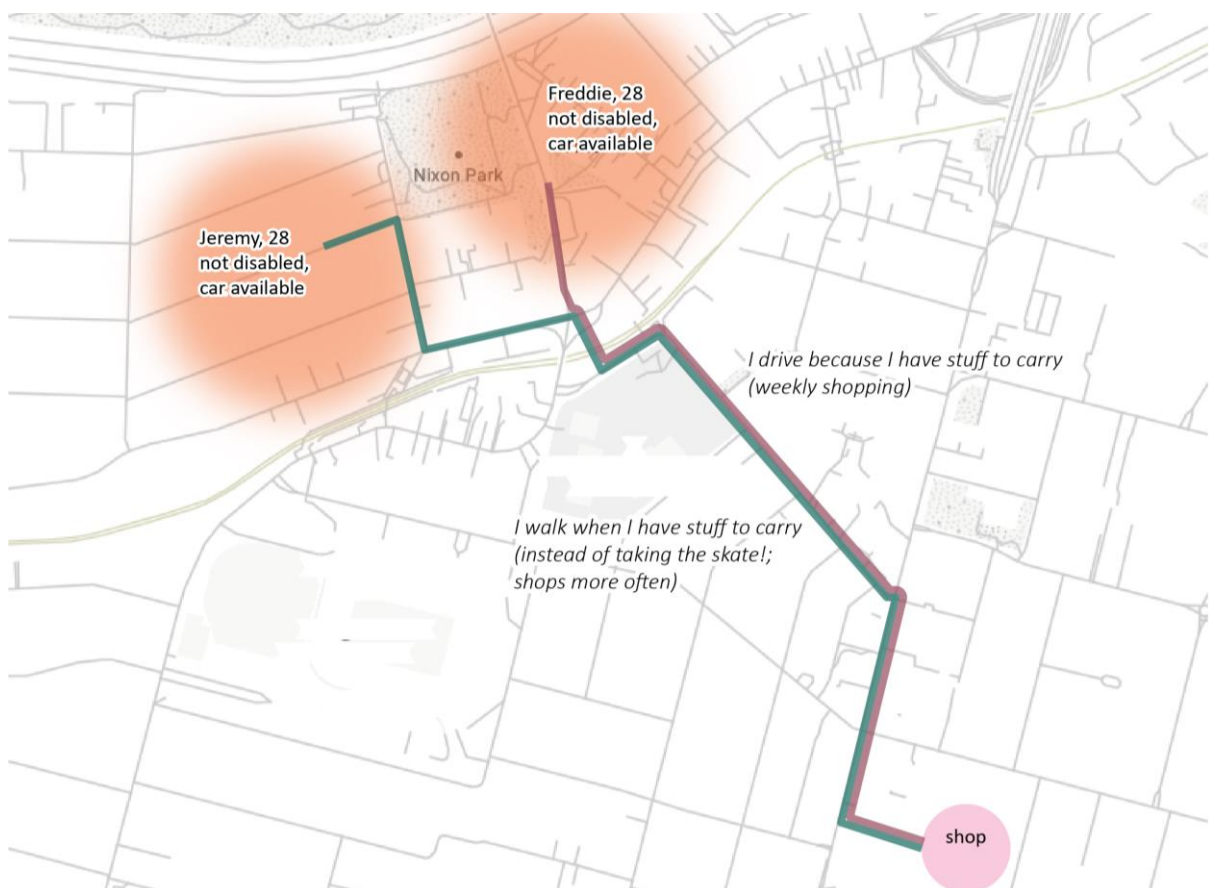 Freddie, 28
not disabled,
car available
Nixon Park
Jeremy, 28
not disabled,
car available
I drive because I have stuff to carry
(weekly shopping)
I walk when I have stuff to carry
(instead of taking the skate!;
shops more often)
shop